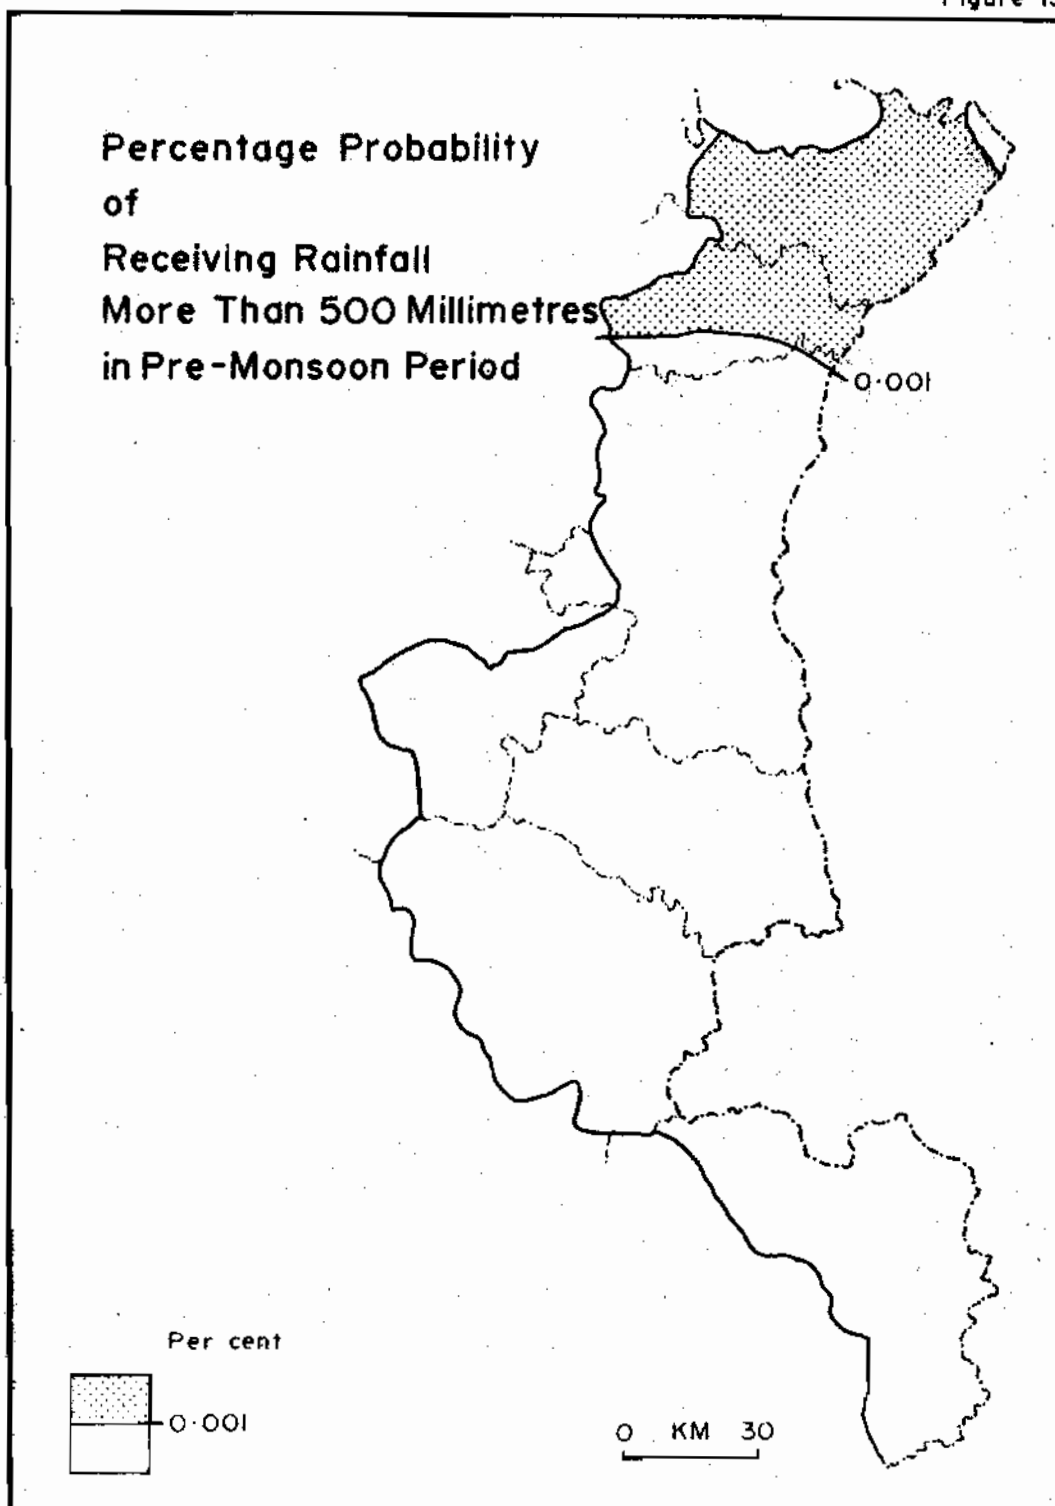 Percentage Probability
of
Receiving Rainfall
More Than 500 Millimetres
in Pre-Monsoon Period
0·001
Per cent
0·001
0 KM 30